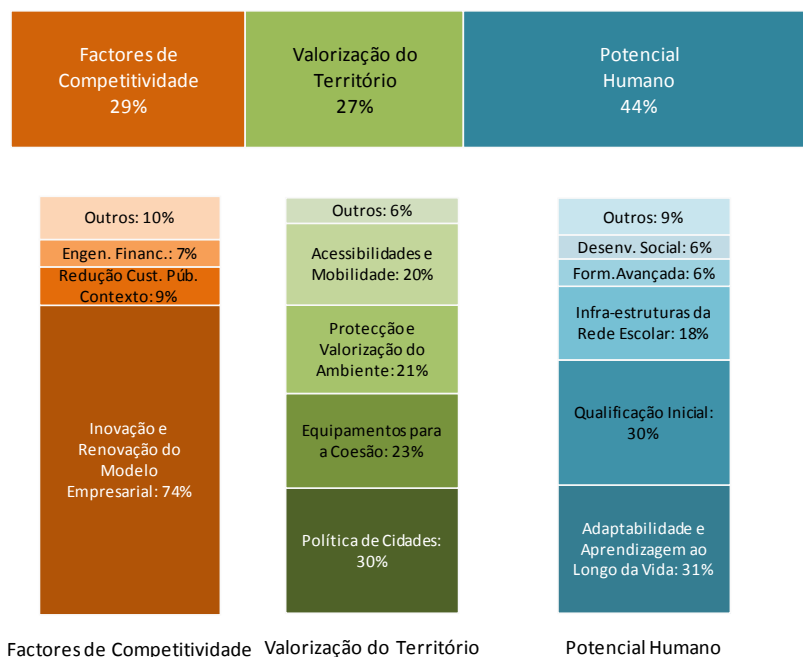 Factores de
Competitividade
29%
Valorização do
Território
27%
Potencial
Humano
44%
Outros: 10%
Engen. Financ.: 7%
Redução Cust. Púb.
Contexto: 9%
Inovação e
Renovação do
Modelo
Empresarial: 74%
Outros: 6%
Acessibilidades e
Mobilidade: 20%
Protecção e
Valorização do
Ambiente: 21%
Equipamentos para
a Coesão: 23%
Política de Cidades:
30%
Outros: 9%
Desenv. Social: 6%
Form.Avançada: 6%
Infra-estruturas da
Rede Escolar: 18%
Qualificação Inicial:
30%
Adaptabilidade e
Aprendizagem ao
Longo da Vida: 31%
Factores de Competitividade
Valorização do Território
Potencial Humano